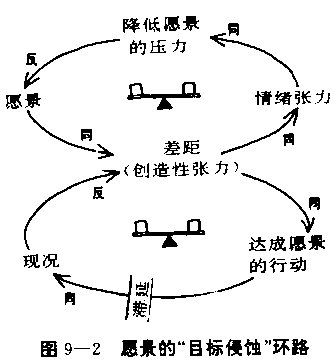 降低愿景
的压力
反
同
愿景
情绪张力
同
同
差距
(创造性张力)
反
同
现况
达成愿景
的行动
同
滞延
图9—2 愿景的“目标侵蚀”环路